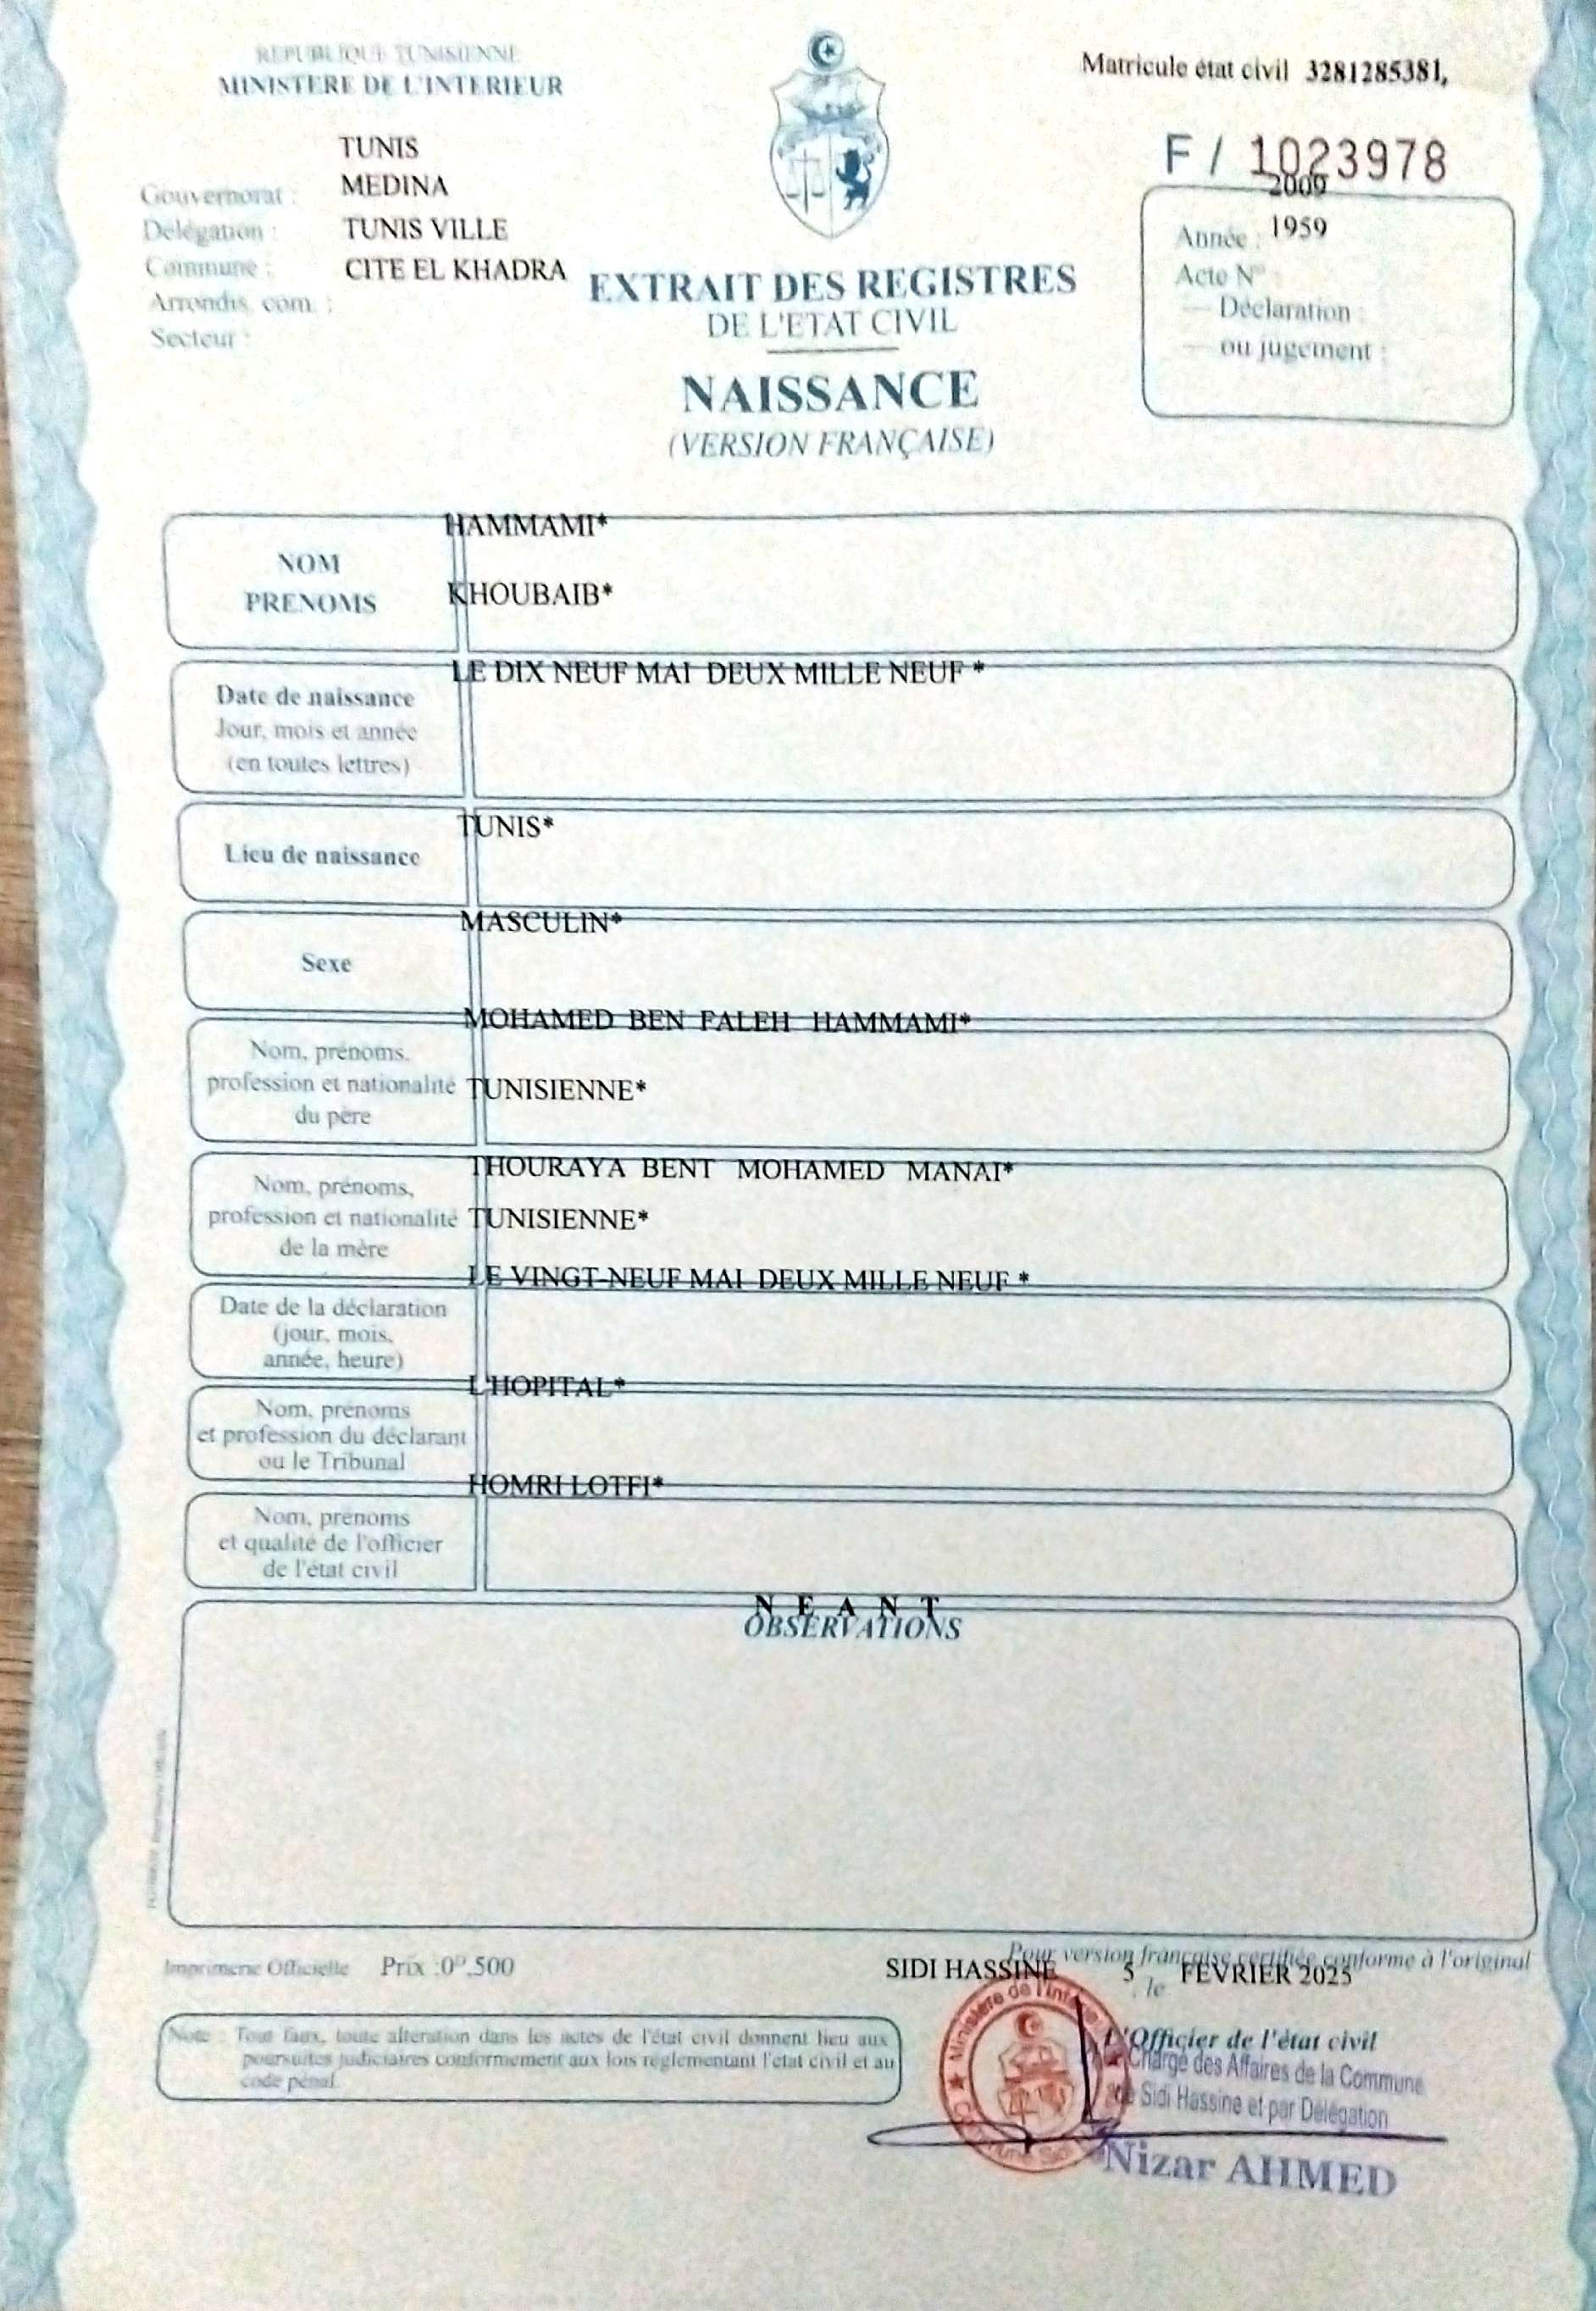 REPUBLIQUE TUNISIENNE
MINISTERE DE L'INTERIEUR
Matricule état civil 3281285381,
F / 1023978
TUNIS
Gouvernorat : MEDINA
Délégation : TUNIS VILLE
Commune : CITE EL KHADRA
Arrondis. com. :
Secteur :
2009
Année : 1959
Acte N°
— Déclaration :
— ou jugement :
EXTRAIT DES REGISTRES
DE L'ETAT CIVIL
NAISSANCE
(VERSION FRANÇAISE)
HAMMAMI*
NOM
PRENOMS
KHOUBAIB*
LE DIX NEUF MAI DEUX MILLE NEUF *
Date de naissance
Jour, mois et année
(en toutes lettres)
TUNIS*
Lieu de naissance
MASCULIN*
Sexe
MOHAMED BEN FALEH HAMMAMI*
Nom, prénoms,
profession et nationalité
du père
TUNISIENNE*
THOURAYA BENT MOHAMED MANAI*
Nom, prénoms,
profession et nationalité
de la mère
TUNISIENNE*
LE VINGT-NEUF MAI DEUX MILLE NEUF *
Date de la déclaration
(jour, mois,
année, heure)
L'HOPITAL*
Nom, prénoms
et profession du déclarant
ou le Tribunal
HOMRI LOTFI*
Nom, prénoms
et qualité de l'officier
de l'état civil
N E A N T
OBSERVATIONS
Imprimerie Officielle Prix :0ᴰ,500
Pour version française certifiée conforme à l'original
SIDI HASSINE 5 , le FEVRIER 2025
Note : Tout faux, toute altération dans les actes de l'état civil donnent lieu aux
poursuites judiciaires conformement aux lois réglementant l'état civil et au
code pénal.
L'Officier de l'état civil
Chargé des Affaires de la Commune
de Sidi Hassine et par Délégation
Nizar AHMED
Ministère de l'Intérieur